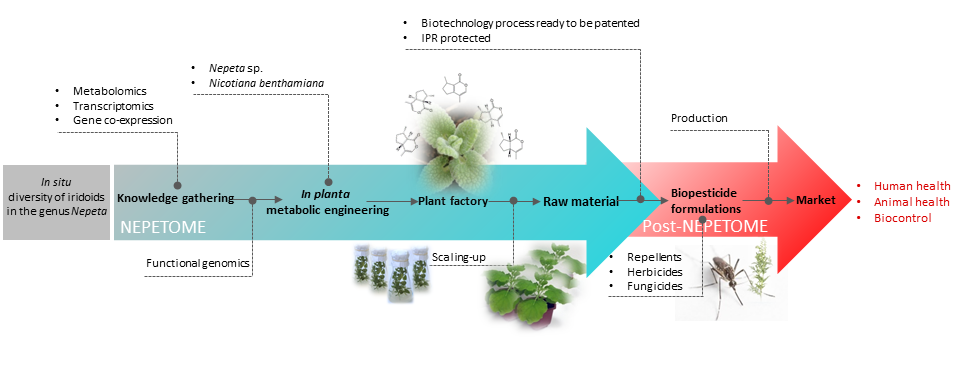 • Biotechnology process ready to be patented
• IPR protected
• Nepeta sp.
• Nicotiana benthamiana
• Metabolomics
• Transcriptomics
• Gene co-expression
Production
In situ
diversity of iridoids
in the genus Nepeta
Knowledge gathering
In planta
metabolic engineering
Plant factory
Raw material
Biopesticide
formulations
Market
• Human health
• Animal health
• Biocontrol
NEPETOME
Post-NEPETOME
Functional genomics
Scaling-up
• Repellents
• Herbicides
• Fungicides